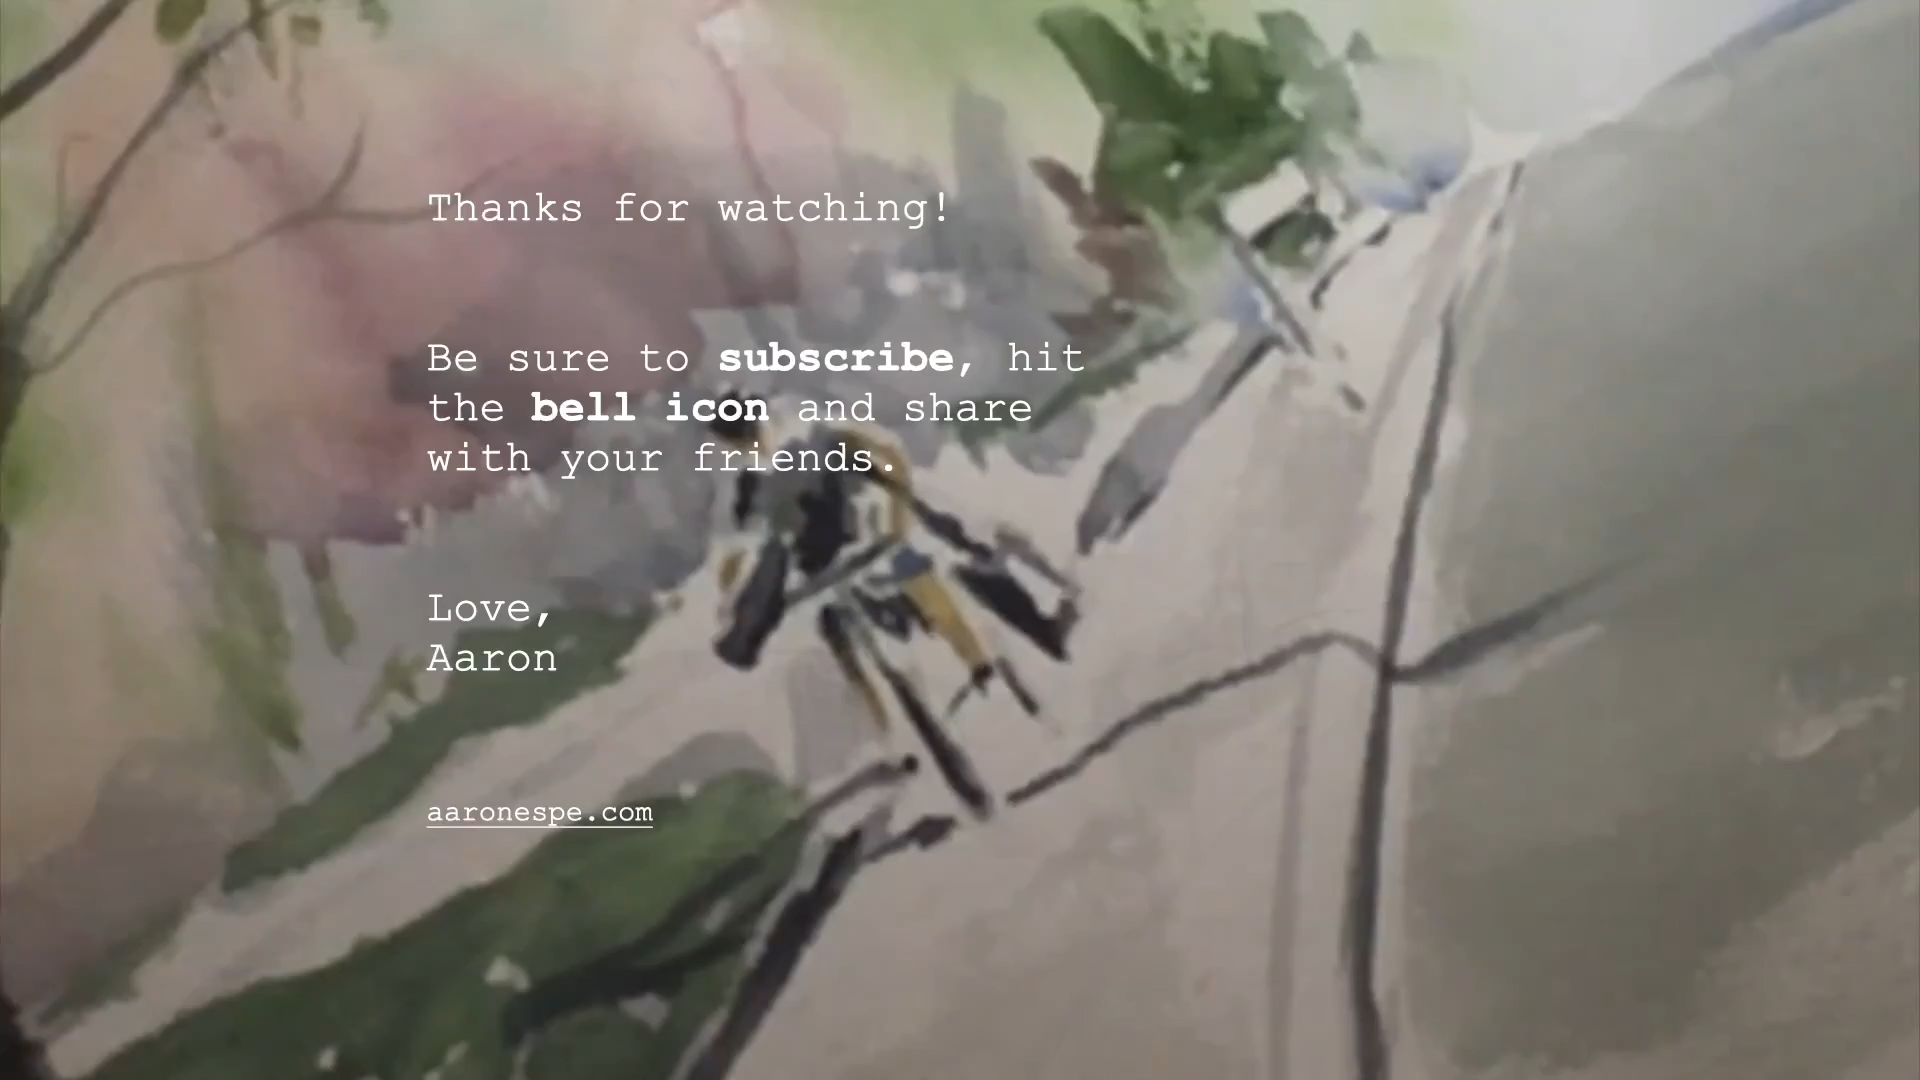 Thanks for watching!
Be sure to subscribe, hit
the bell icon and share
with your friends.
Love,
Aaron
aaronespe.com